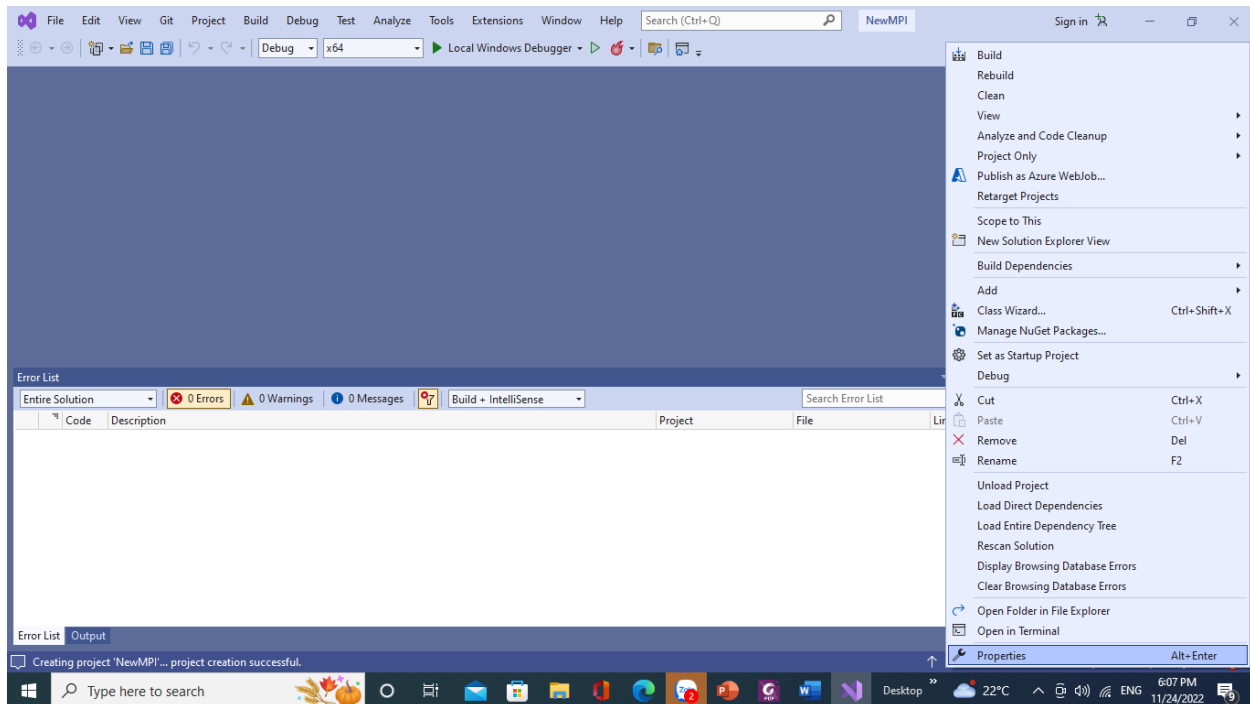 File Edit View Git Project Build Debug Test Analyze Tools Extensions Window Help Search (Ctrl+Q) NewMPI Sign in
Debug x64 Local Windows Debugger
Build
Rebuild
Clean
View
Analyze and Code Cleanup
Project Only
Publish as Azure WebJob...
Retarget Projects
Scope to This
New Solution Explorer View
Build Dependencies
Add
Class Wizard... Ctrl+Shift+X
Manage NuGet Packages...
Set as Startup Project
Debug
Cut Ctrl+X
Paste Ctrl+V
Remove Del
Rename F2
Unload Project
Load Direct Dependencies
Load Entire Dependency Tree
Rescan Solution
Display Browsing Database Errors
Clear Browsing Database Errors
Open Folder in File Explorer
Open in Terminal
Properties Alt+Enter
Error List
Entire Solution 0 Errors 0 Warnings 0 Messages Build + IntelliSense Search Error List
Code Description Project File Lin
Error List Output
Creating project 'NewMPI'... project creation successful.
Type here to search Desktop 22°C ENG 6:07 PM
11/24/2022